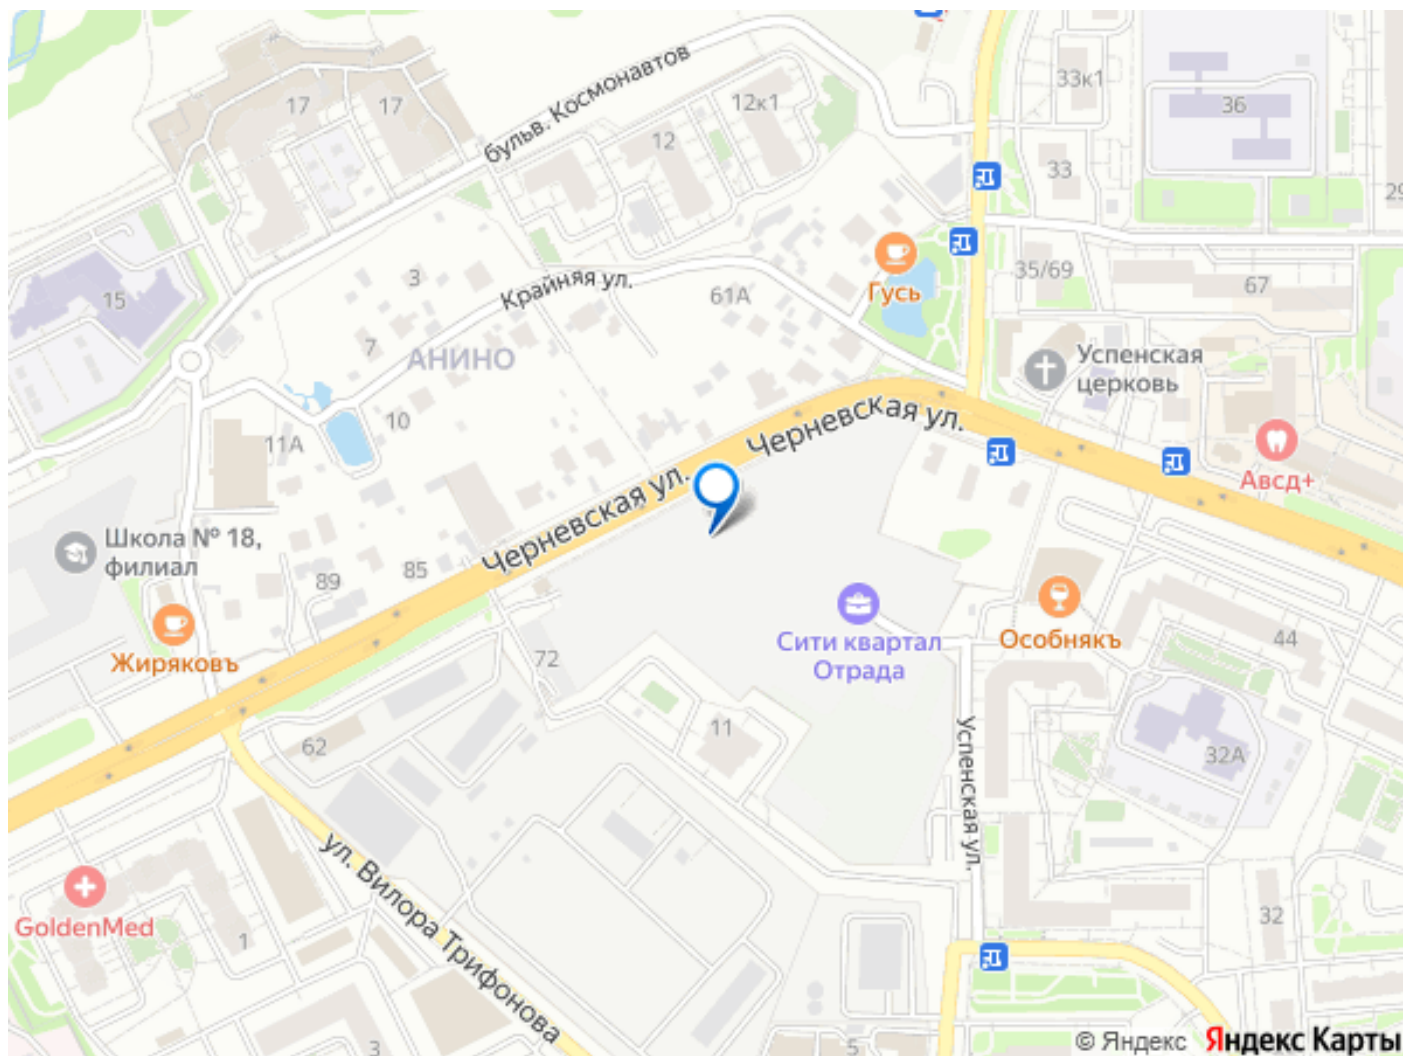 бульв. Космонавтов
33к1
17
17
12к1
36
12
33
29
Крайняя ул.
3
61А
Гусь
35/69
67
15
7
АНИНО
Успенская
церковь
10
11А
Черневская ул.
Авсд+
Черневская ул.
Школа № 18,
филиал
89
85
Жиряковъ
Сити квартал
Отрада
Особнякъ
44
72
11
62
Успенская ул.
32А
ул. Вилора Трифонова
GoldenMed
1
32
3
5
© Яндекс Яндекс Карты